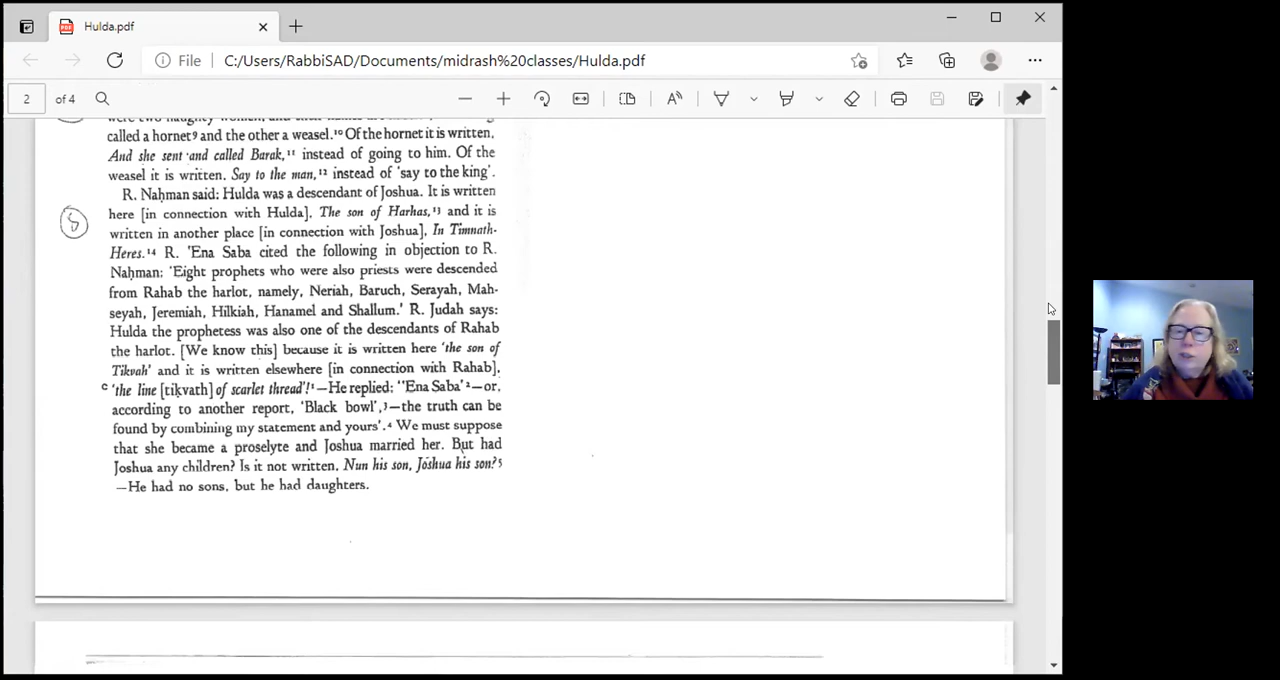 Hulda.pdf
File C:/Users/RabbiSAD/Documents/midrash%20classes/Hulda.pdf
2 of 4
called a hornet⁹ and the other a weasel.¹⁰ Of the hornet it is written,
And she sent and called Barak,¹¹ instead of going to him. Of the
weasel it is written. Say to the man,¹² instead of ‘say to the king’.
R. Naḥman said: Hulda was a descendant of Joshua. It is written
here [in connection with Hulda], The son of Harhas,¹³ and it is
written in another place [in connection with Joshua], In Timnath-
Heres.¹⁴ R. ‘Ena Saba cited the following in objection to R.
Naḥman: ‘Eight prophets who were also priests were descended
from Rahab the harlot, namely, Neriah, Baruch, Serayah, Mah-
seyah, Jeremiah, Hilkiah, Hanamel and Shallum.’ R. Judah says:
Hulda the prophetess was also one of the descendants of Rahab
the harlot. [We know this] because it is written here ‘the son of
Tikvah’ and it is written elsewhere [in connection with Rahab],
c ‘the line [tiḳvath] of scarlet thread’!¹—He replied: "Ena Saba’²—or,
according to another report, ‘Black bowl’,³—the truth can be
found by combining my statement and yours’.⁴ We must suppose
that she became a proselyte and Joshua married her. But had
Joshua any children? Is it not written, Nun his son, Joshua his son?⁵
—He had no sons, but he had daughters.